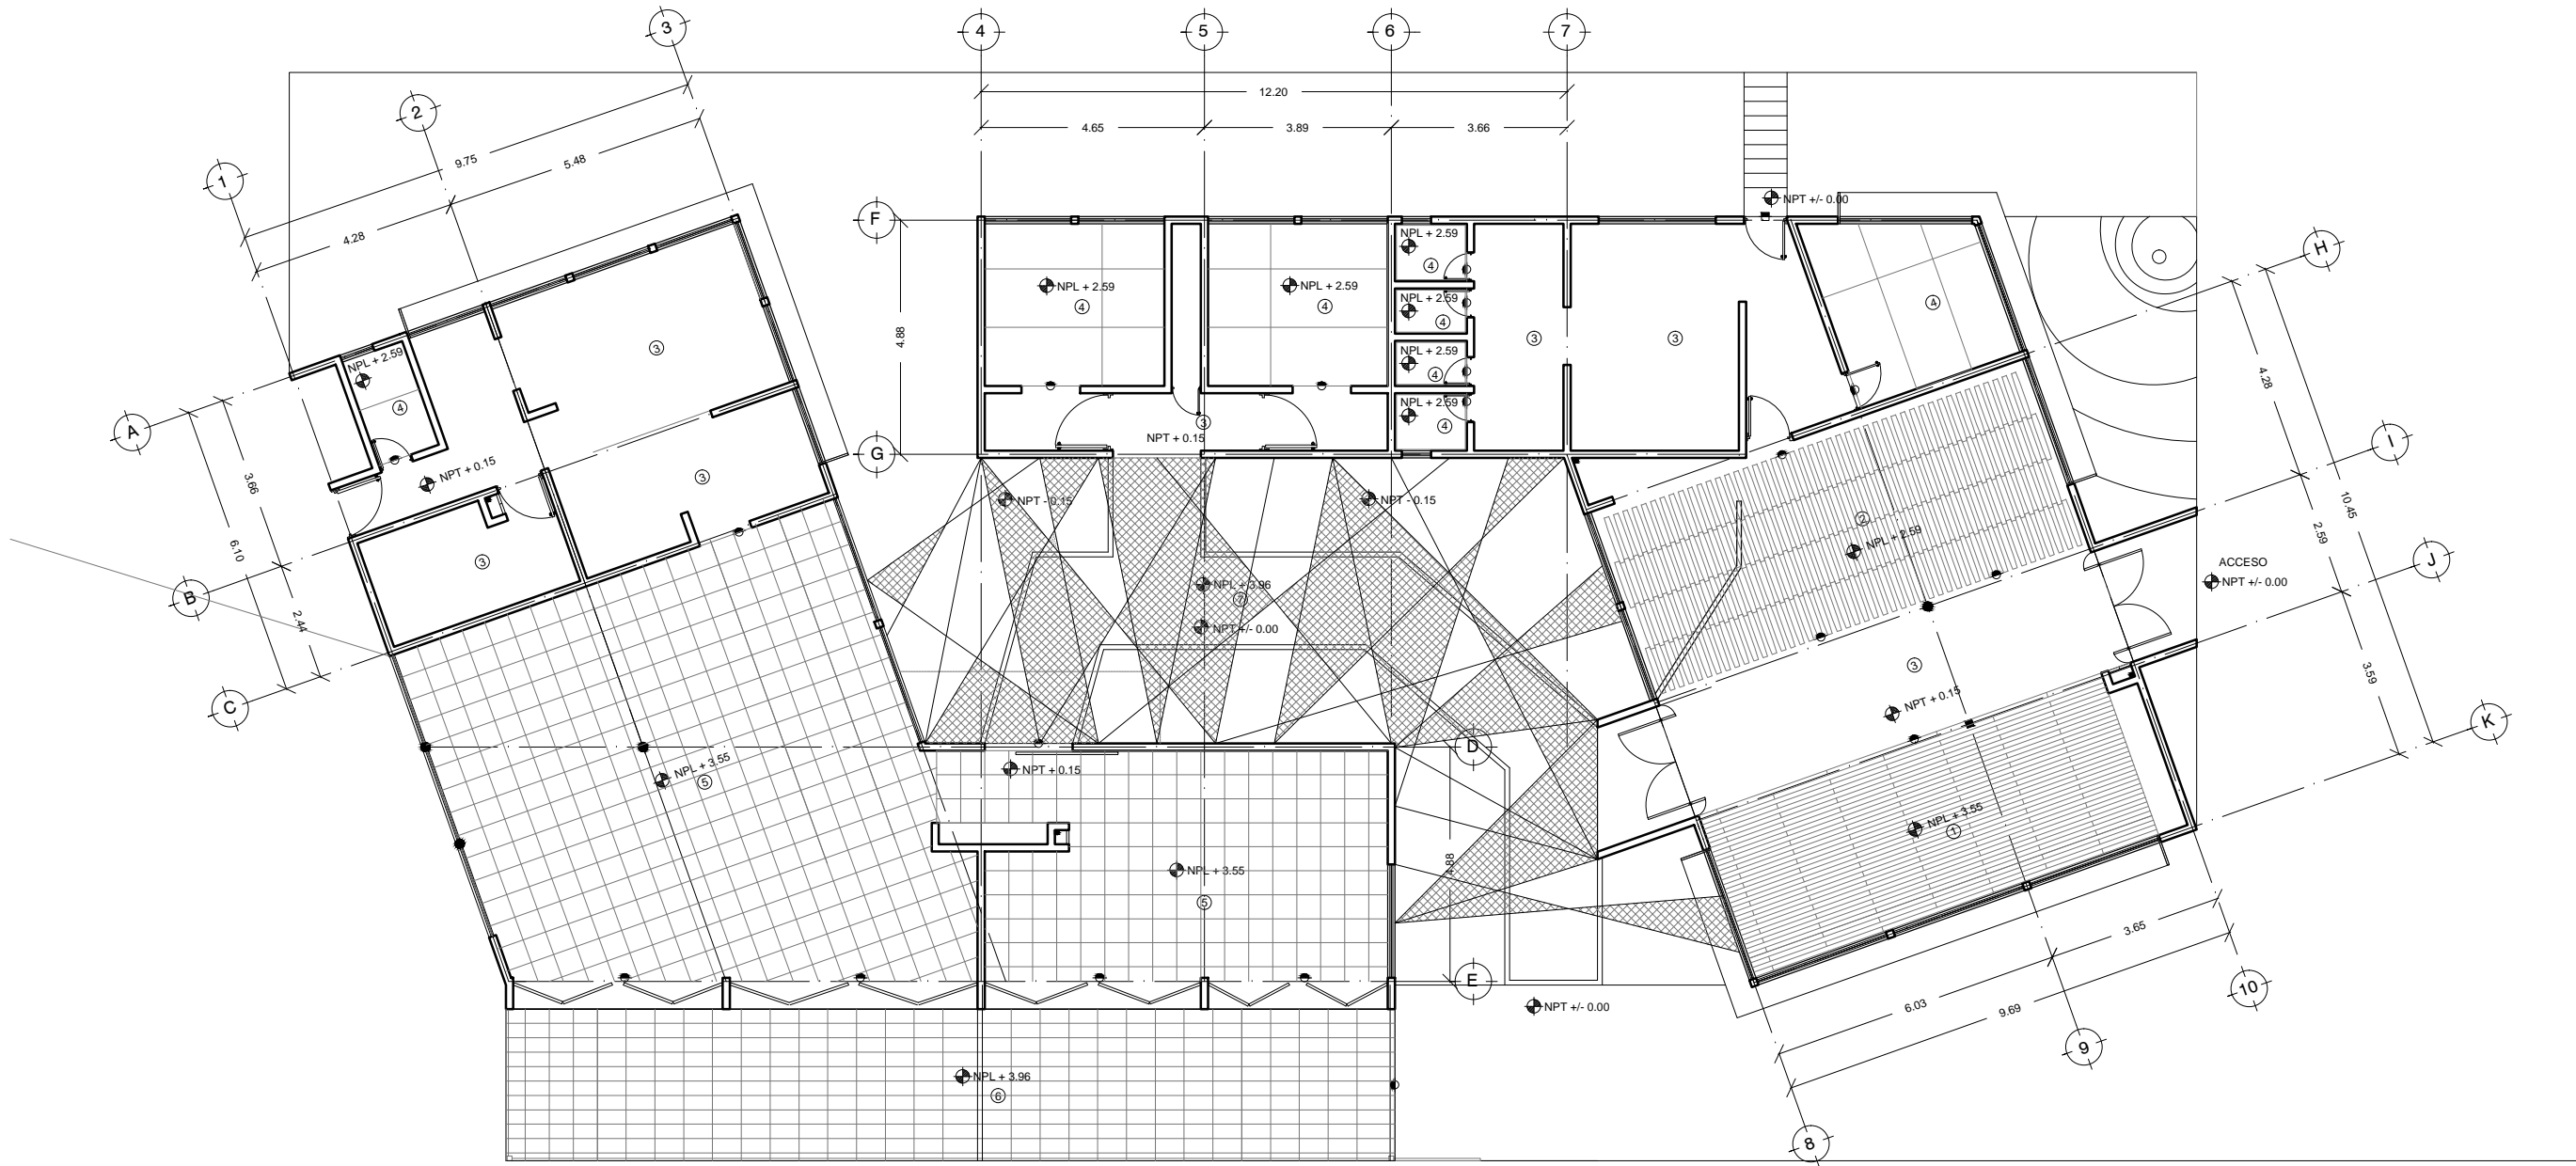 3
4
5
6
7
2
12.20
4.65
3.89
3.66
9.75
5.48
1
4.28
NPT +/- 0.00
F
NPL + 2.59
4
H
NPL + 2.59
4
NPL + 2.59
4
4
NPL + 2.59
4
4.88
3
3
3
NPL + 2.59
4
NPL + 2.59
4
4.28
NPL + 2.59
4
A
3
NPT + 0.15
G
I
3.66
6.10
NPT + 0.15
3
NPT - 0.15
NPT - 0.15
10.45
2.59
2
NPL + 2.59
J
B
3
ACCESO
NPT +/- 0.00
NPL + 3.96
7
NPT +/- 0.00
2.44
3
3.59
C
NPT + 0.15
K
D
NPL + 3.55
5
NPT + 0.15
NPL + 3.55
1
4.88
NPL + 3.55
5
3.65
E
6.03
9.69
10
NPT +/- 0.00
9
NPL + 3.96
6
8